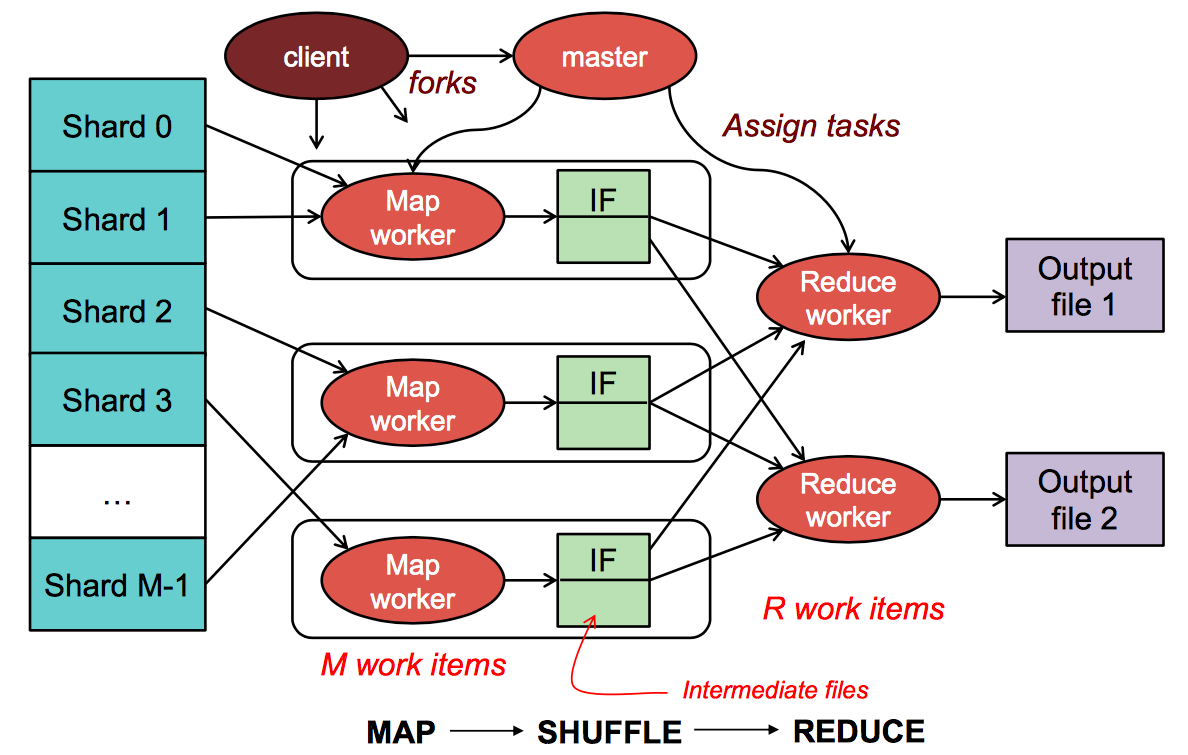 client
master
forks
Assign tasks
Shard 0
Shard 1
Shard 2
Shard 3
...
Shard M-1
Map
worker
IF
Map
worker
IF
Map
worker
IF
Reduce
worker
Reduce
worker
Output
file 1
Output
file 2
R work items
M work items
Intermediate files
MAP
SHUFFLE
REDUCE